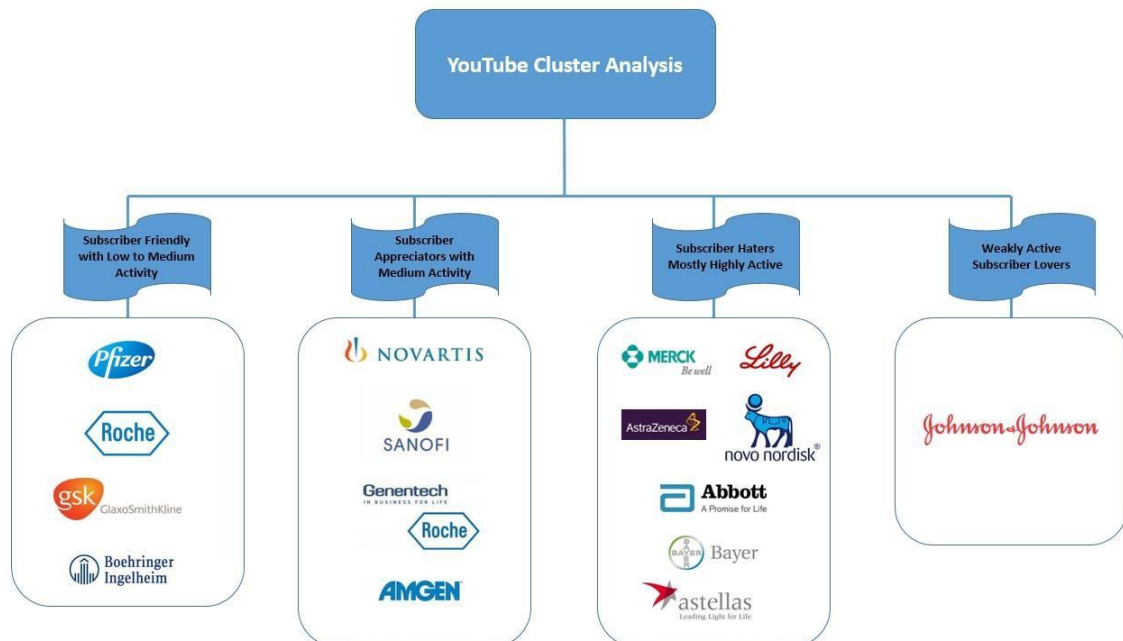 YouTube Cluster Analysis
Subscriber Friendly
with Low to Medium
Activity
Subscriber
Appreciators with
Medium Activity
Subscriber Haters
Mostly Highly Active
Weakly Active
Subscriber Lovers
Pfizer
Roche
gsk
GlaxoSmithKline
Boehringer
Ingelheim
NOVARTIS
SANOFI
Genentech
IN BUSINESS FOR LIFE
Roche
AMGEN
MERCK
Be well
Lilly
AstraZeneca
novo nordisk®
Abbott
A Promise for Life
BAYER
BAYER
Bayer
astellas
Leading Light for Life
Johnson & Johnson